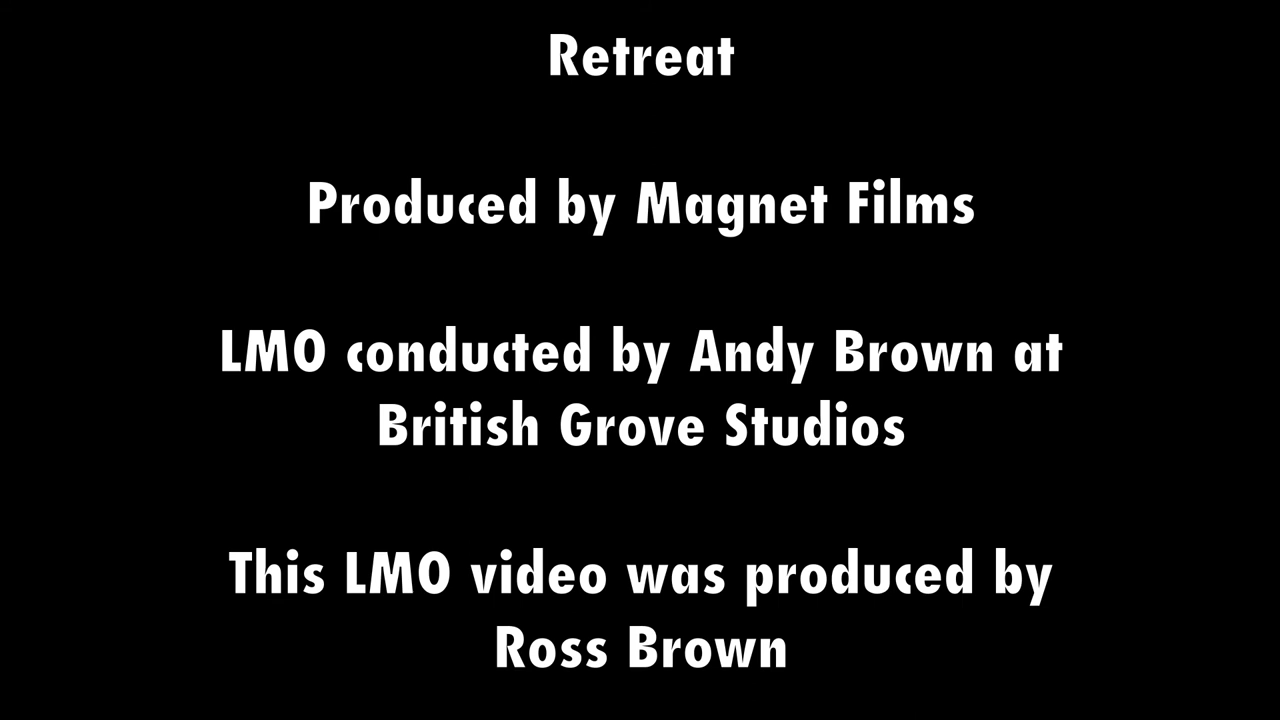 Retreat
Produced by Magnet Films
LMO conducted by Andy Brown at
British Grove Studios
This LMO video was produced by
Ross Brown